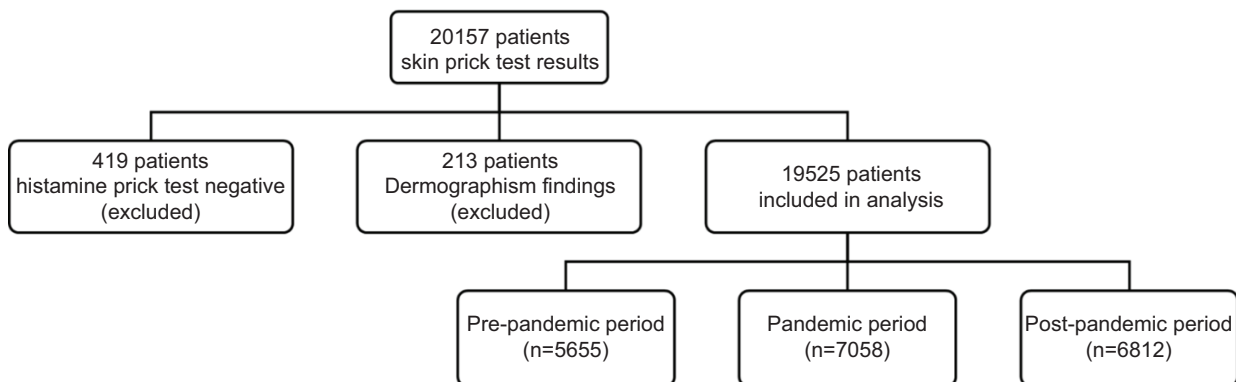 20157 patients
skin prick test results
419 patients
histamine prick test negative
(excluded)
213 patients
Dermographism findings
(excluded)
19525 patients
included in analysis
Pre-pandemic period
(n=5655)
Pandemic period
(n=7058)
Post-pandemic period
(n=6812)